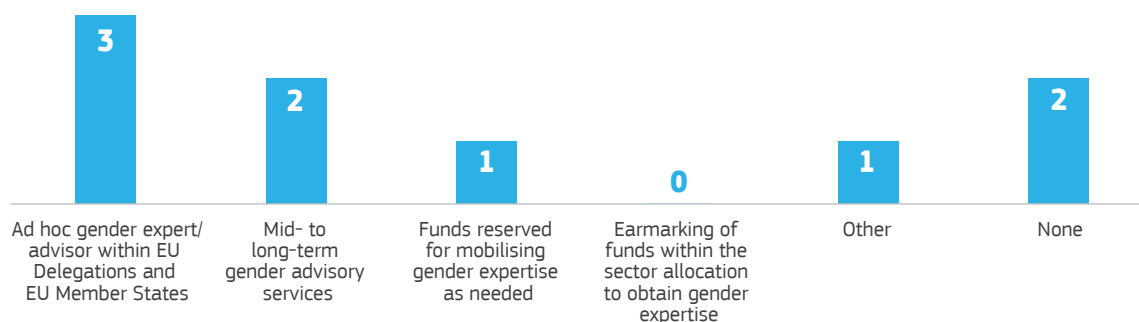 3
2
1
0
1
2
Ad hoc gender expert/
advisor within EU
Delegations and
EU Member States
Mid- to
long-term
gender advisory
services
Funds reserved
for mobilising
gender expertise
as needed
Earmarking of
funds within the
sector allocation
to obtain gender
expertise
Other
None